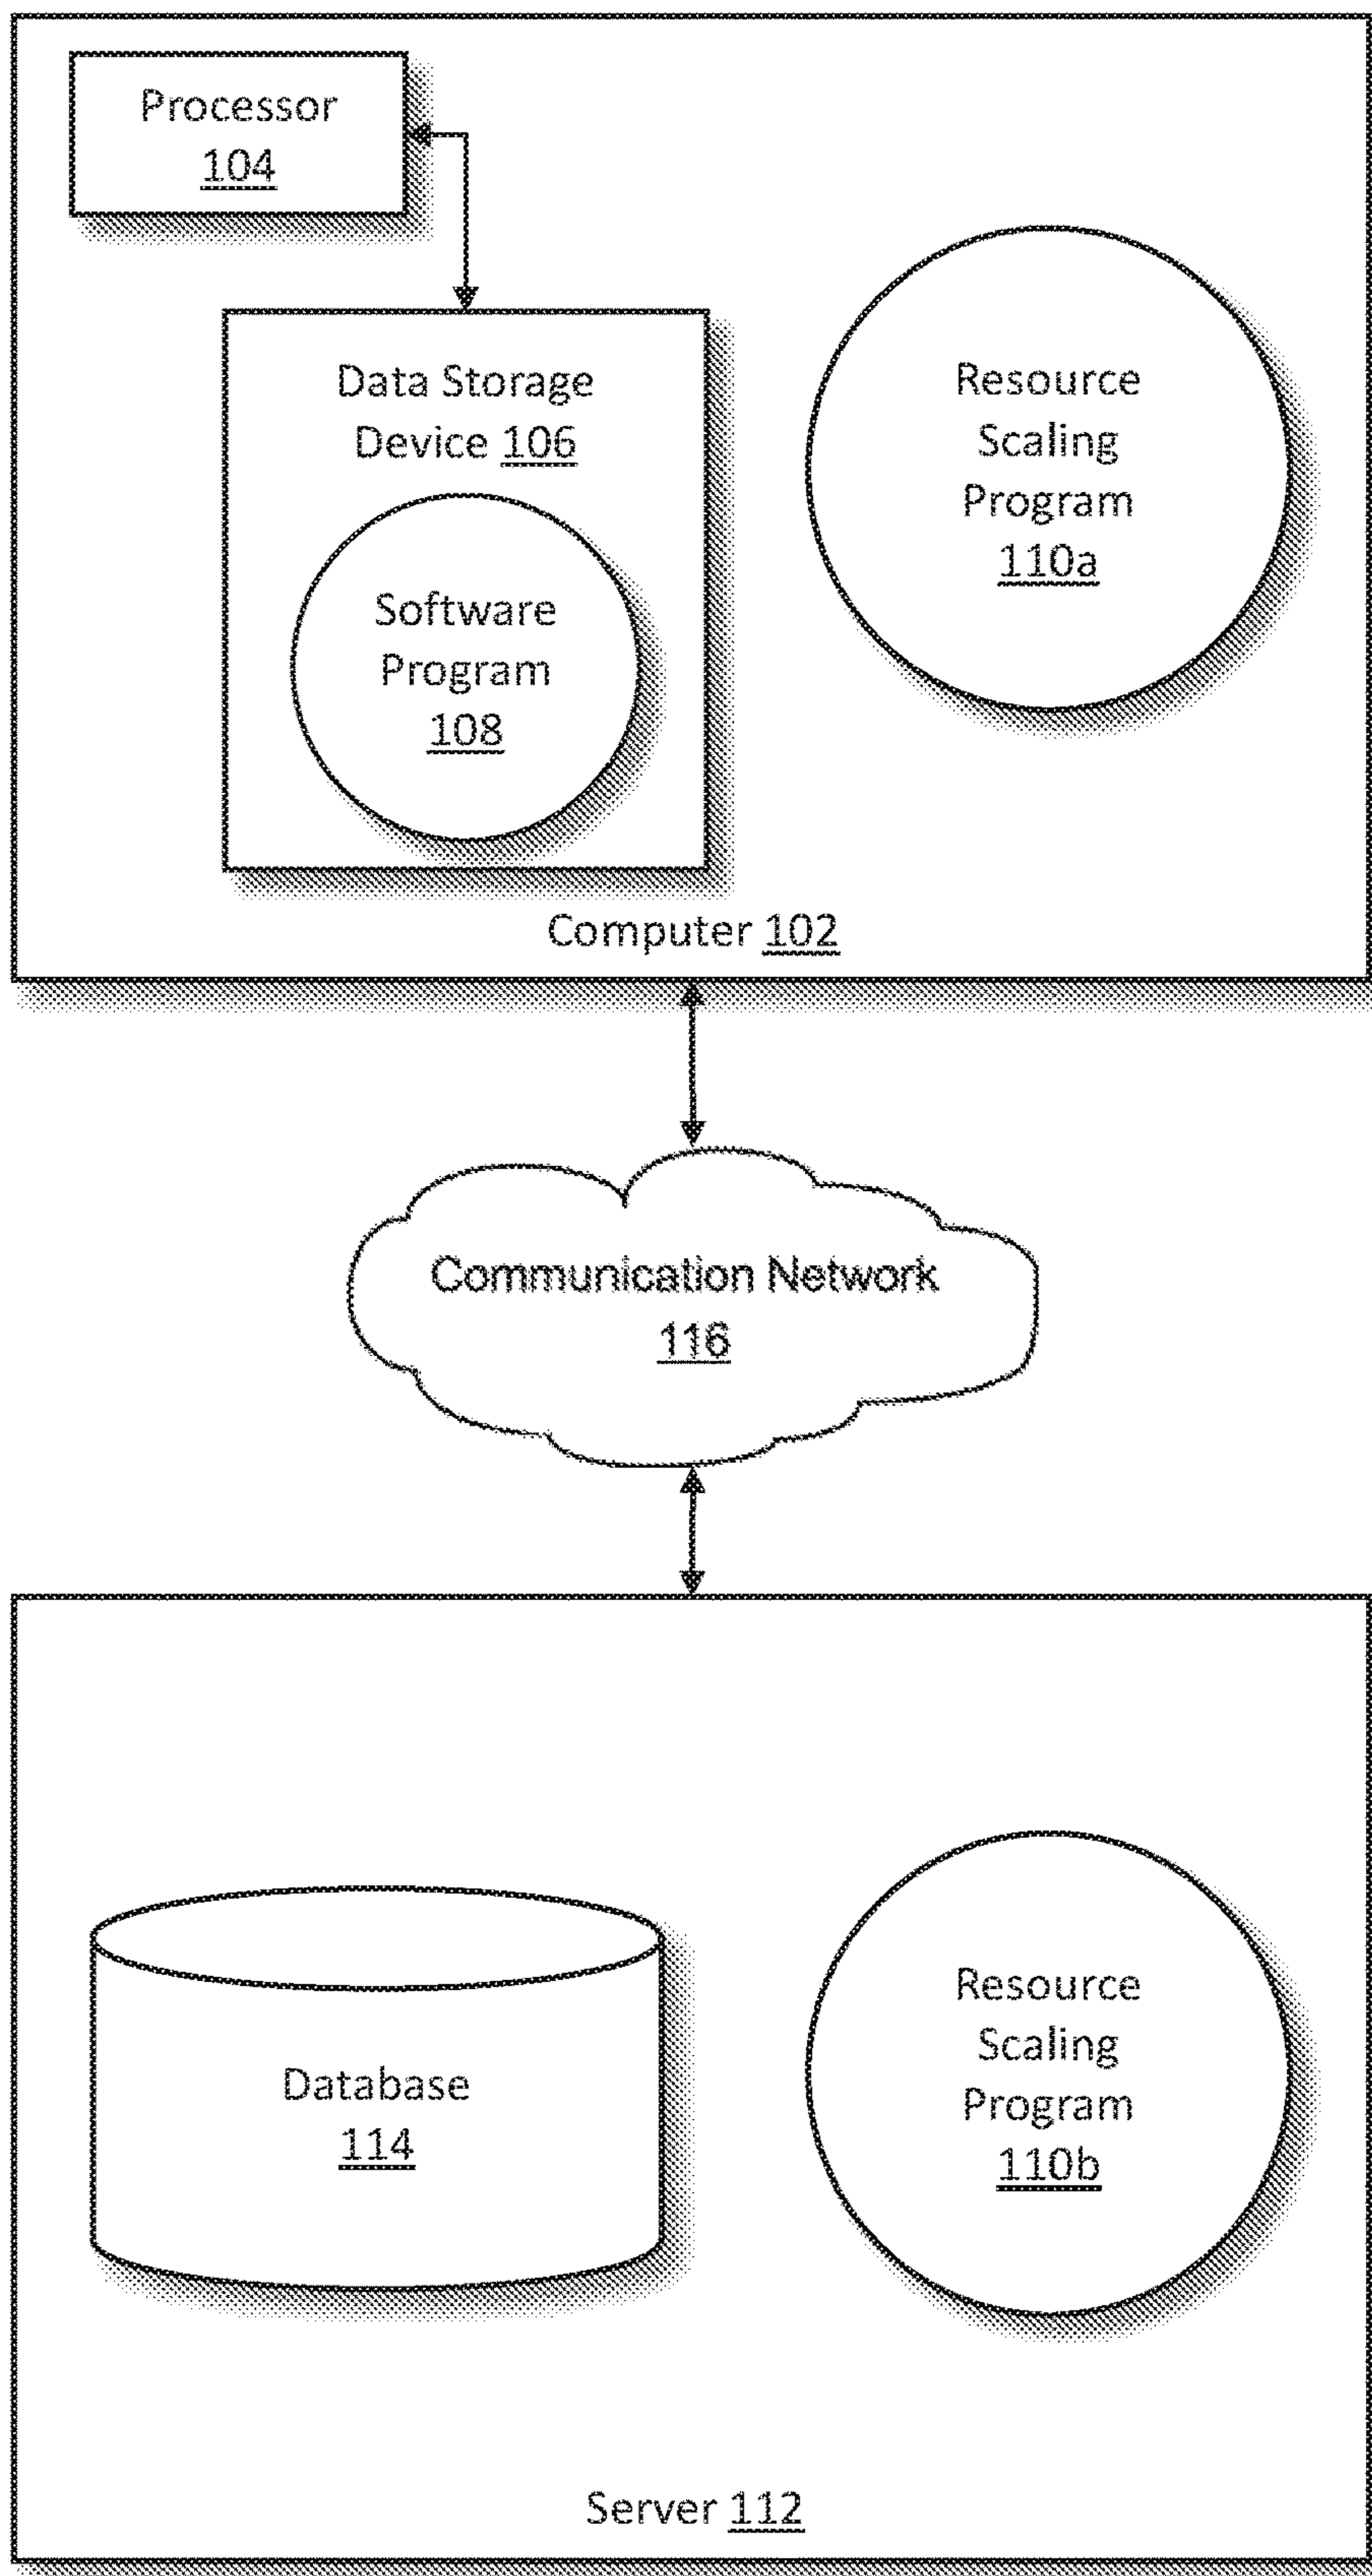 Processor
104
Data Storage
Device 106
Software
Program
108
Resource
Scaling
Program
110a
Computer 102
Communication Network
116
Database
114
Resource
Scaling
Program
110b
Server 112